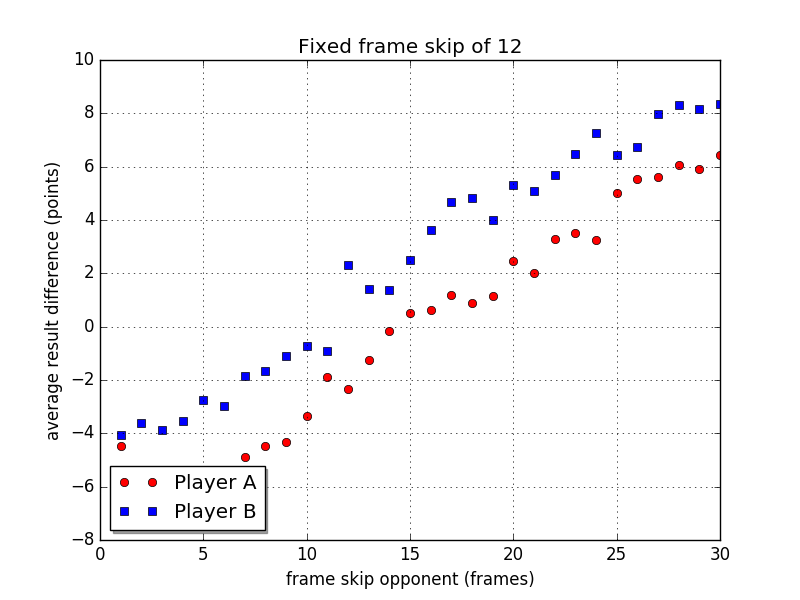 Fixed frame skip of 12
10
8
6
4
2
0
−2
−4
−6
−8
average result difference (points)
Player A
Player B
0 5 10 15 20 25 30
frame skip opponent (frames)